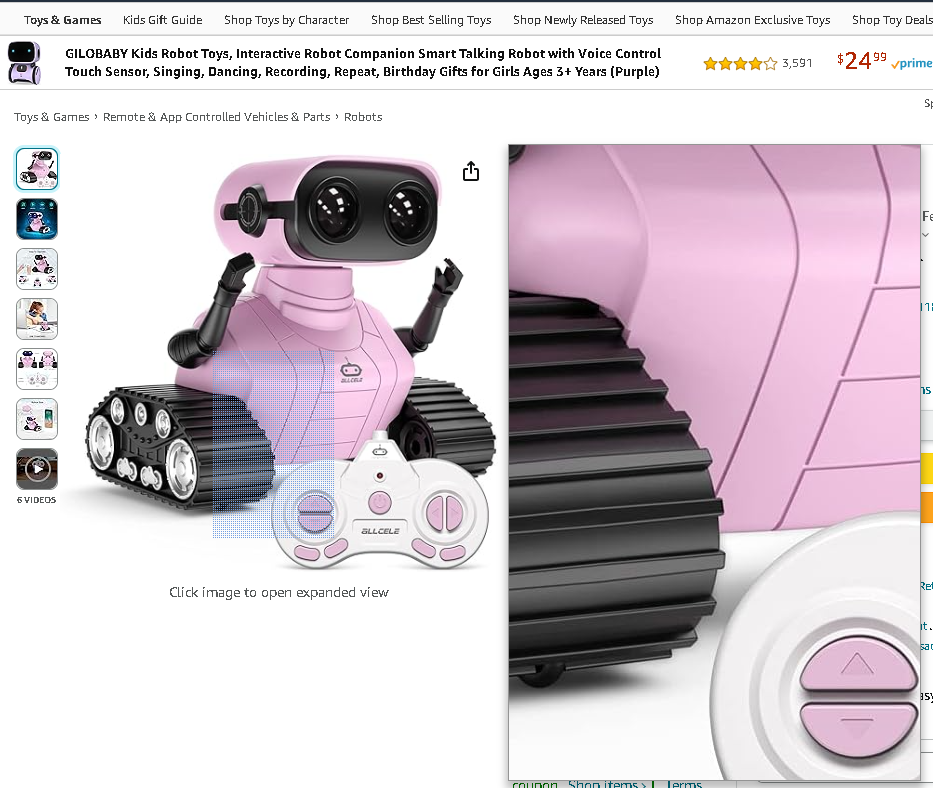 Toys & Games Kids Gift Guide Shop Toys by Character Shop Best Selling Toys Shop Newly Released Toys Shop Amazon Exclusive Toys Shop Toy Deals
GILOBABY Kids Robot Toys, Interactive Robot Companion Smart Talking Robot with Voice Control
Touch Sensor, Singing, Dancing, Recording, Repeat, Birthday Gifts for Girls Ages 3+ Years (Purple)
3,591
$24.99
prime
Toys & Games › Remote & App Controlled Vehicles & Parts › Robots
ALLCELE
ALLCELE
6 VIDEOS
Click image to open expanded view
coupon Shop items › Terms